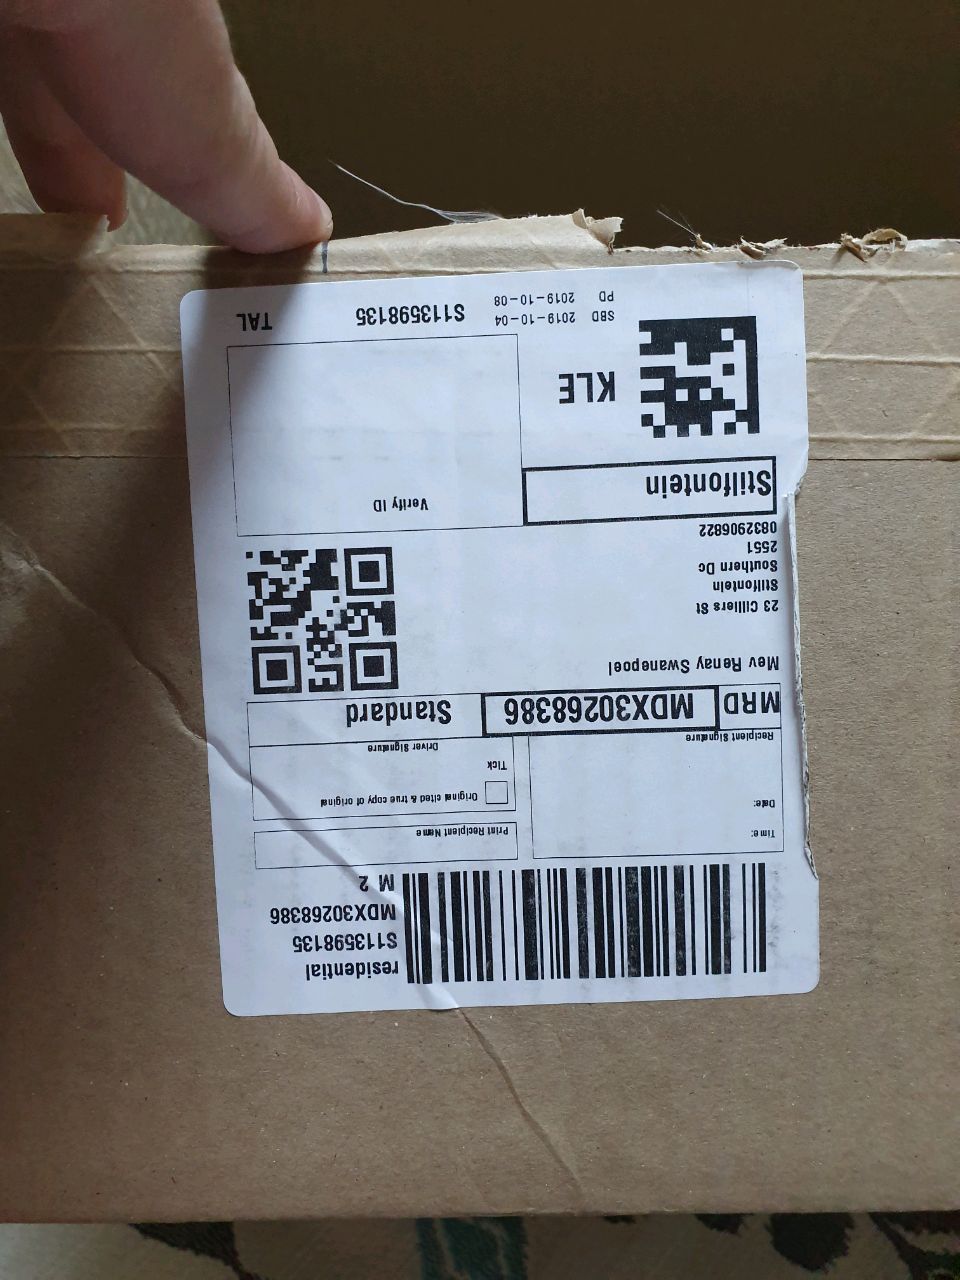 residential
S113598135
MDX30268386
M 2
Time:
Date:
Recipient Signature
Print Recipient Name
Original cited & true copy of original
Tick
Driver Signature
MRD
MDX30268386
Standard
Mev Renay Swanepoel
23 Cilliers St
Stilfontein
Southern Dc
2551
0832906822
Stilfontein
Verify ID
KLE
SBD 2019-10-04
PD 2019-10-08
S113598135
TAL